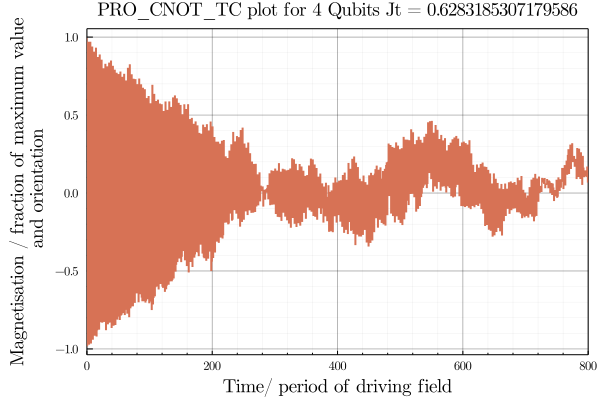 PRO_CNOT_TC plot for 4 Qubits Jt = 0.6283185307179586
Magnetisation / fraction of maximum value
and orientation
1.0
0.5
0.0
−0.5
−1.0
0 200 400 600 800
Time/ period of driving field